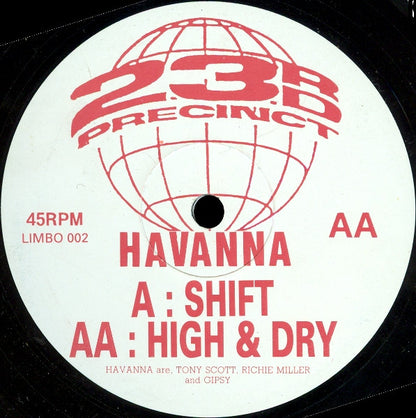 23RD
PRECINCT
45RPM
AA
LIMBO 002
HAVANNA
A : SHIFT
AA : HIGH & DRY
HAVANNA are, TONY SCOTT, RICHIE MILLER
and GIPSY